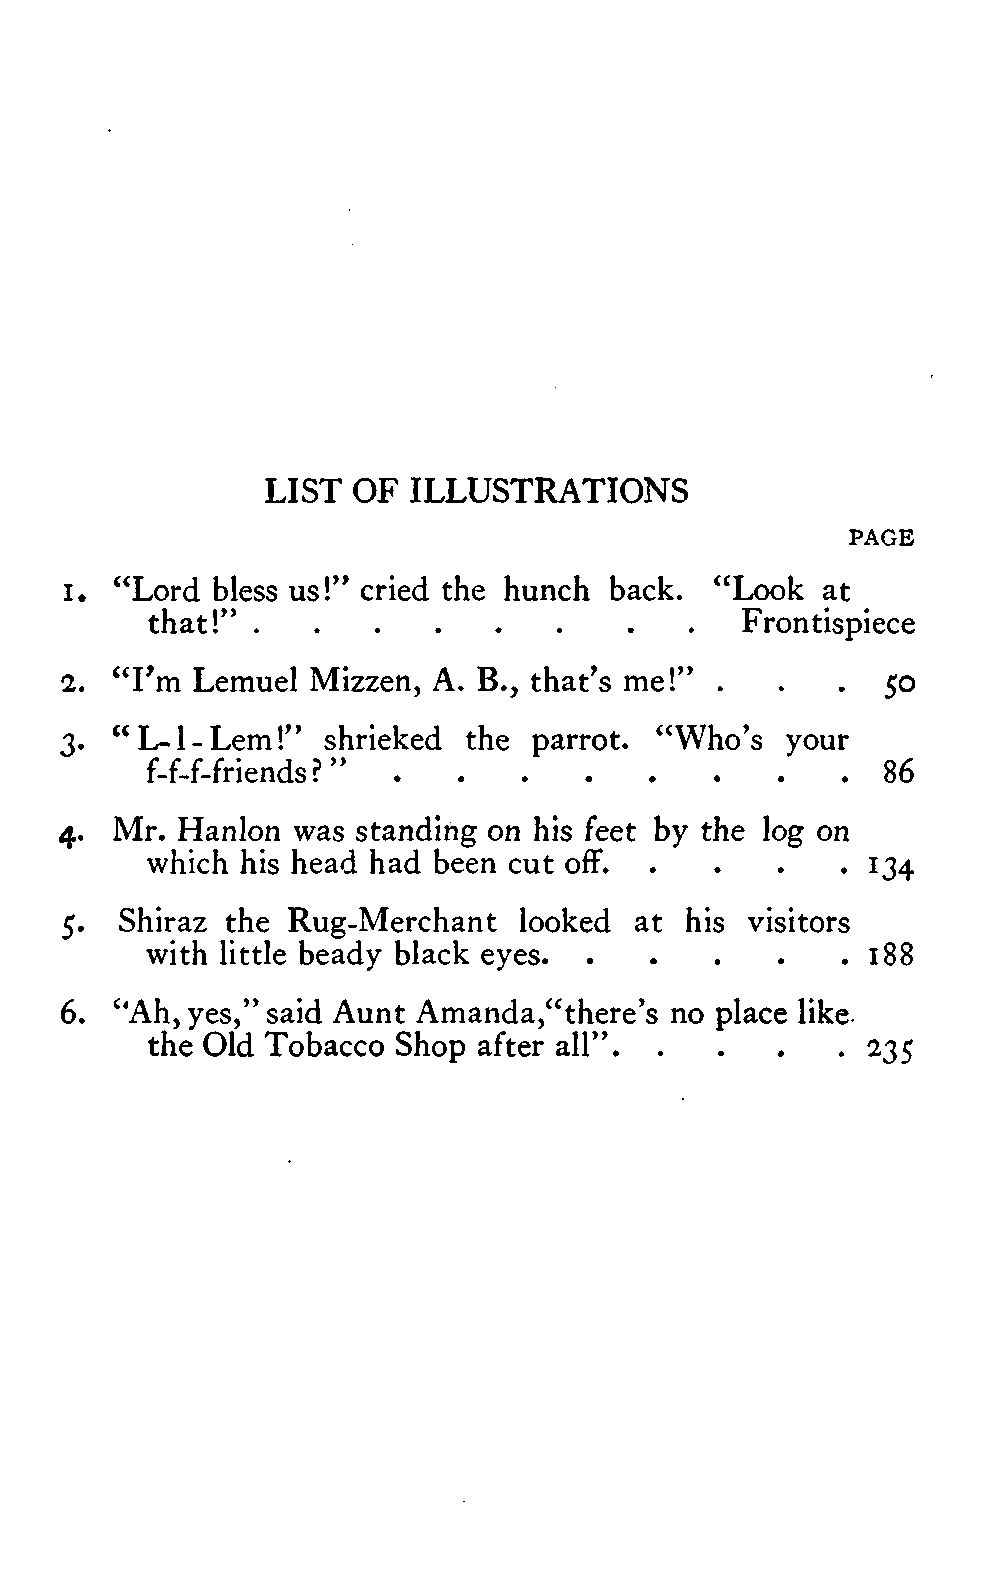 LIST OF ILLUSTRATIONS
PAGE
1. “Lord bless us!” cried the hunch back. “Look at
that!” . . . . . . . . Frontispiece
2. “I’m Lemuel Mizzen, A. B., that’s me!” . . . 50
3. “L-l-Lem!” shrieked the parrot. “Who’s your
f-f-f-friends?” . . . . . . . . 86
4. Mr. Hanlon was standing on his feet by the log on
which his head had been cut off. . . . . 134
5. Shiraz the Rug-Merchant looked at his visitors
with little beady black eyes. . . . . . 188
6. “Ah, yes,” said Aunt Amanda, “there’s no place like
the Old Tobacco Shop after all”. . . . . 235